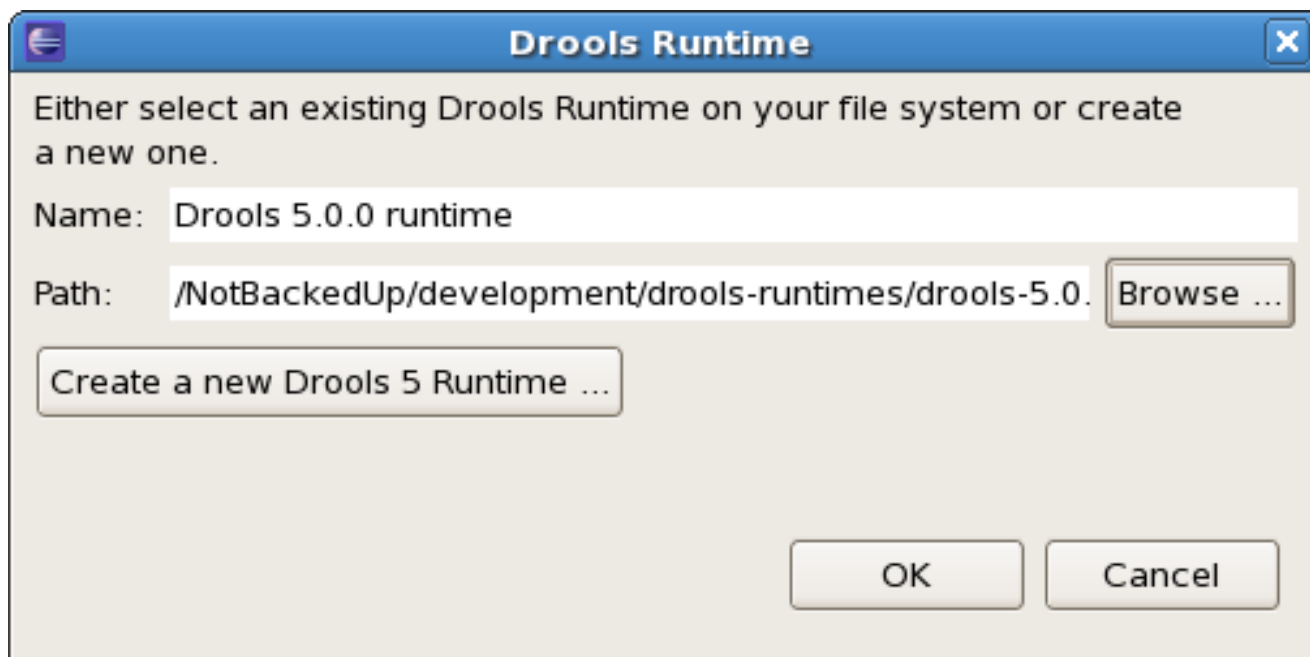 Drools Runtime
Either select an existing Drools Runtime on your file system or create
a new one.
Name: Drools 5.0.0 runtime
Path: /NotBackedUp/development/drools-runtimes/drools-5.0. Browse ...
Create a new Drools 5 Runtime ...
OK Cancel